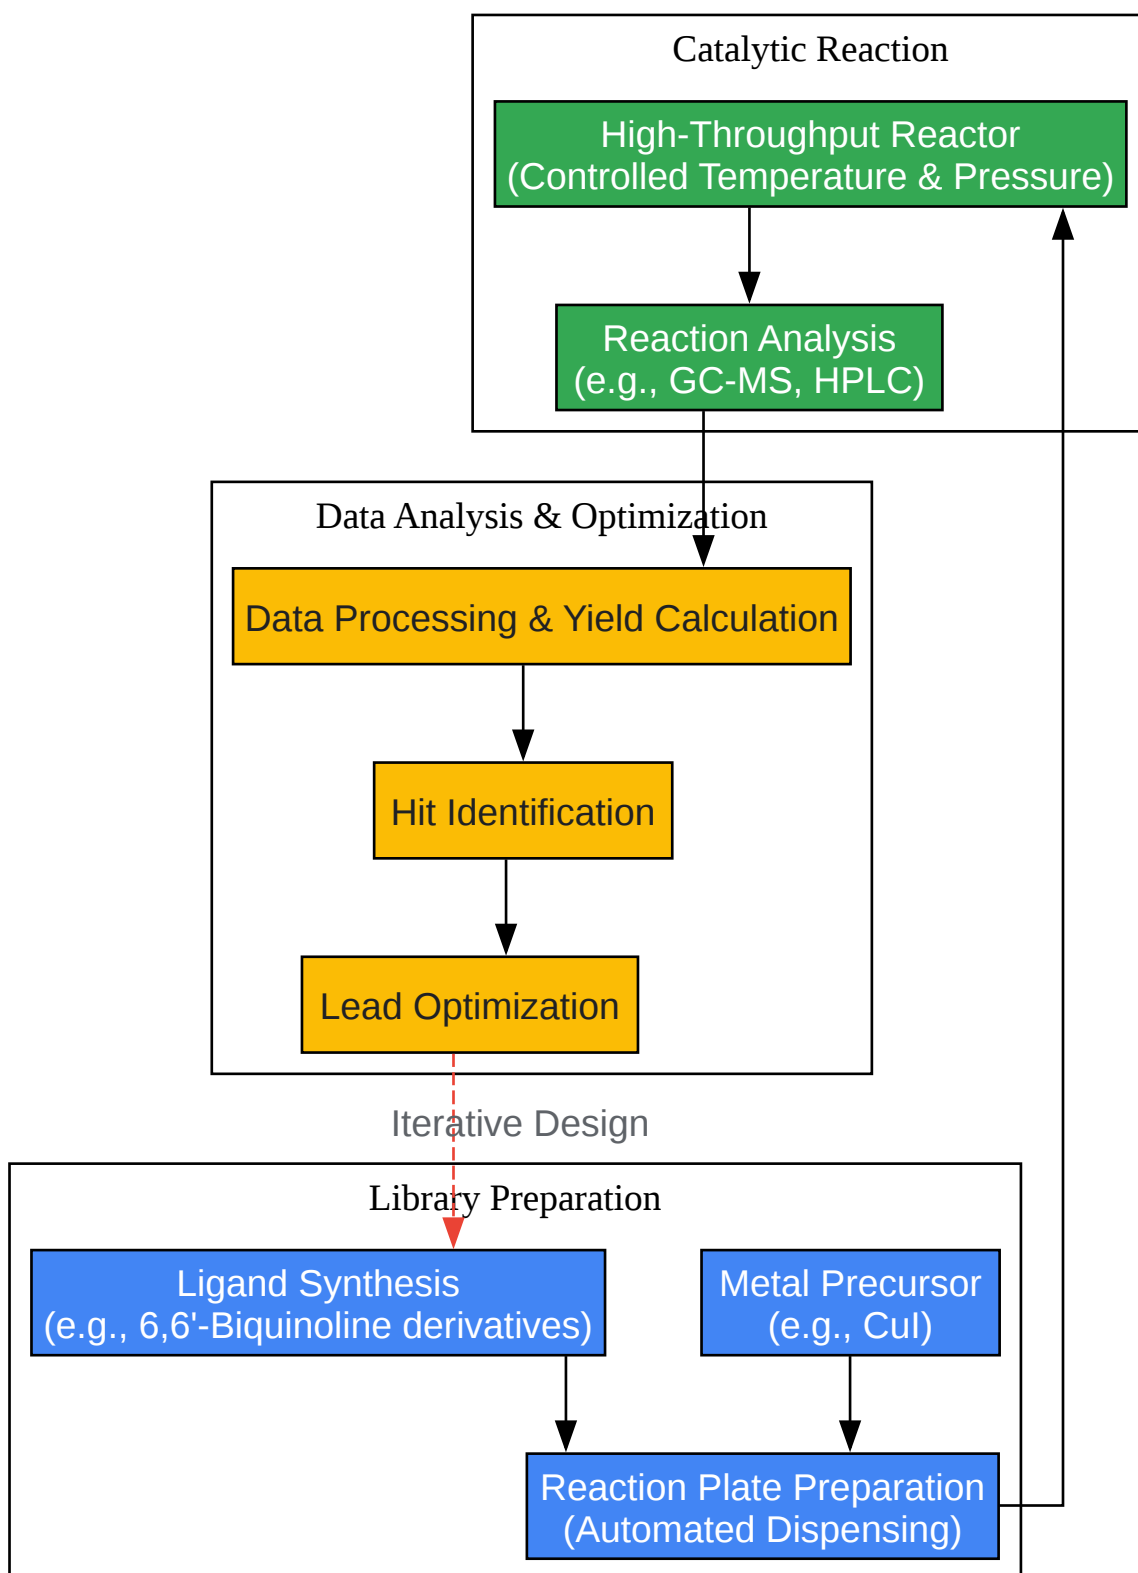 Catalytic Reaction
High-Throughput Reactor
(Controlled Temperature & Pressure)
Reaction Analysis
(e.g., GC-MS, HPLC)
Data Analysis & Optimization
Data Processing & Yield Calculation
Hit Identification
Lead Optimization
Iterative Design
Library Preparation
Ligand Synthesis
(e.g., 6,6'-Biquinoline derivatives)
Metal Precursor
(e.g., CuI)
Reaction Plate Preparation
(Automated Dispensing)